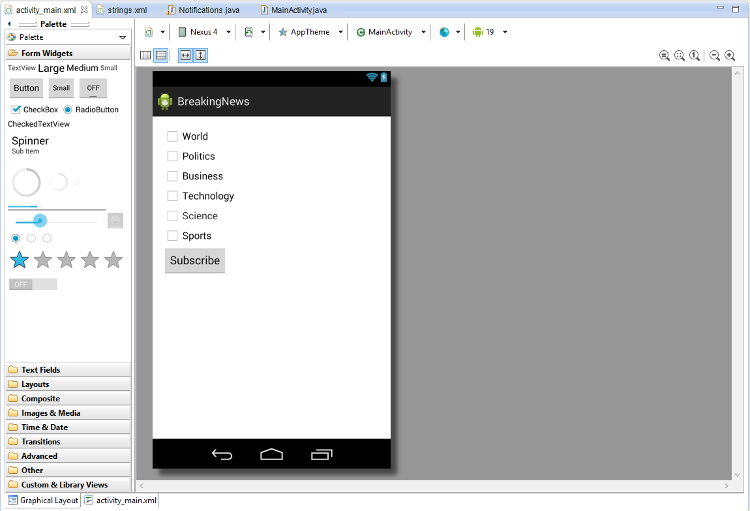 activity_main.xml
strings.xml
Notifications.java
MainActivity.java
Palette
Palette
Nexus 4
AppTheme
MainActivity
19
Form Widgets
TextView Large Medium Small
Button Small OFF
CheckBox RadioButton
CheckedTextView
Spinner
Sub Item
OFF
Text Fields
Layouts
Composite
Images & Media
Time & Date
Transitions
Advanced
Other
Custom & Library Views
BreakingNews
World
Politics
Business
Technology
Science
Sports
Subscribe
Graphical Layout
activity_main.xml